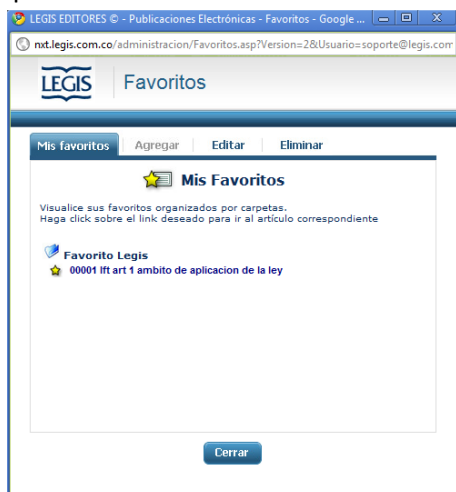 LEGIS EDITORES © - Publicaciones Electrónicas - Favoritos - Google ...
nxt.legis.com.co/administracion/Favoritos.asp?Version=2&Usuario=soporte@legis.com
LEGIS Favoritos
Mis favoritos Agregar Editar Eliminar
Mis Favoritos
Visualice sus favoritos organizados por carpetas.
Haga click sobre el link deseado para ir al artículo correspondiente
Favorito Legis
00001 lft art 1 ambito de aplicacion de la ley
Cerrar